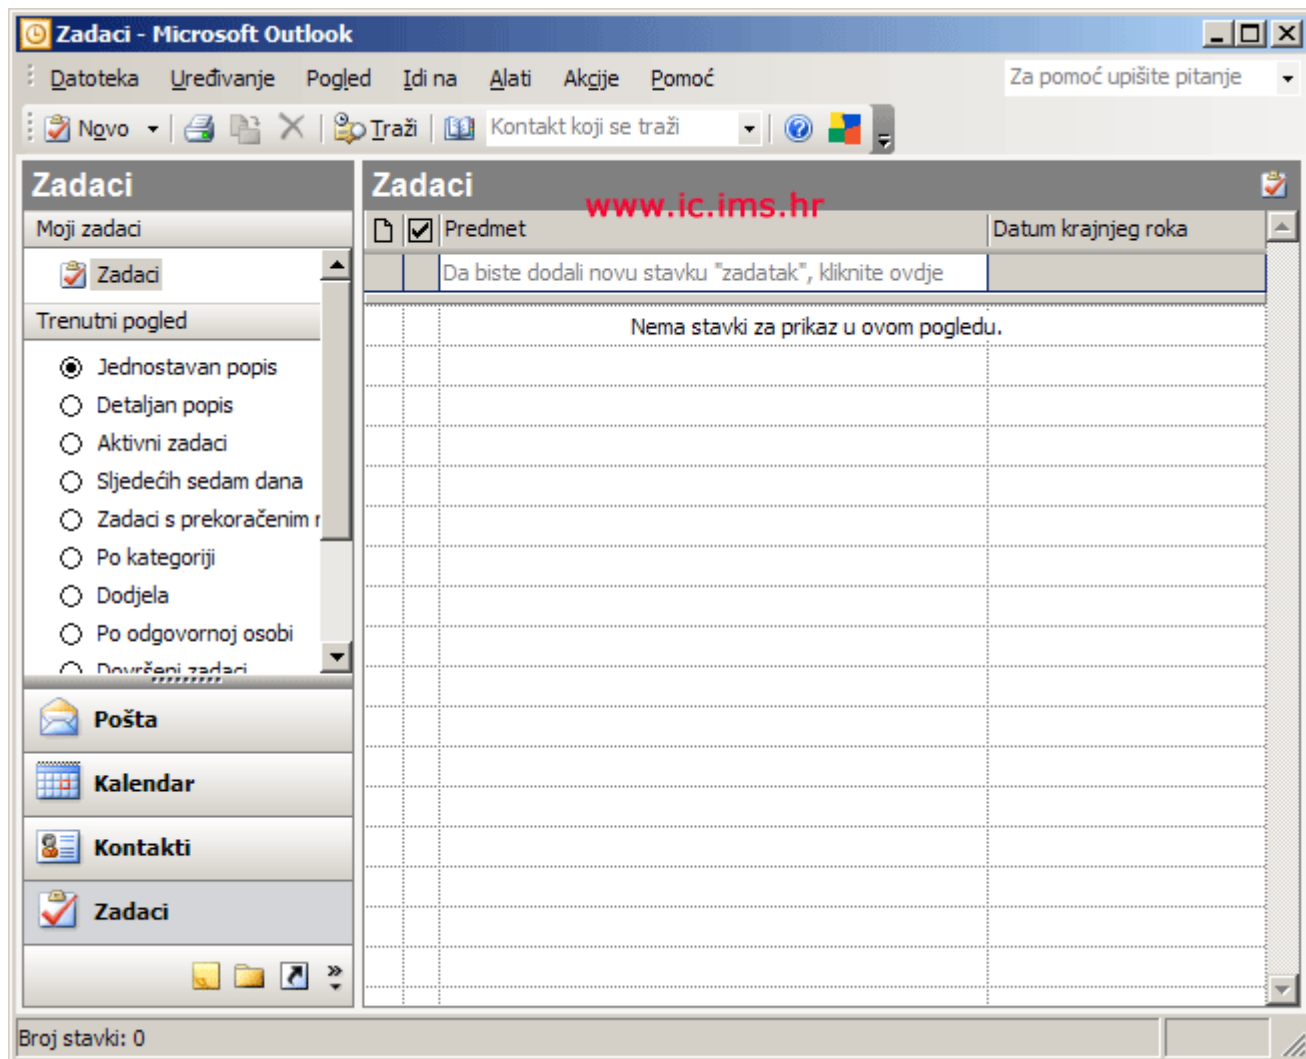 Zadaci - Microsoft Outlook
Datoteka Uređivanje Pogled Idi na Alati Akcije Pomoć Za pomoć upišite pitanje
Novo Traži Kontakt koji se traži
Zadaci
Moji zadaci
Zadaci
Trenutni pogled
Jednostavan popis
Detaljan popis
Aktivni zadaci
Sljedećih sedam dana
Zadaci s prekoračenim r
Po kategoriji
Dodjela
Po odgovornoj osobi
Dovršeni zadaci
Pošta
Kalendar
Kontakti
Zadaci
Zadaci
www.ic.ims.hr
Predmet Datum krajnjeg roka
Da biste dodali novu stavku "zadatak", kliknite ovdje
Nema stavki za prikaz u ovom pogledu.
Broj stavki: 0